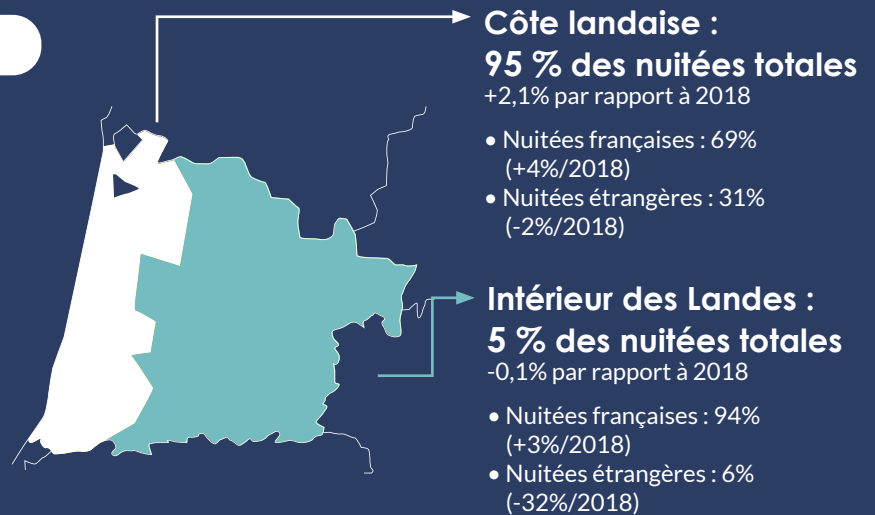 Côte landaise :
95 % des nuitées totales
+2,1% par rapport à 2018
• Nuitées françaises : 69%
(+4%/2018)
• Nuitées étrangères : 31%
(-2%/2018)
Intérieur des Landes :
5 % des nuitées totales
-0,1% par rapport à 2018
• Nuitées françaises : 94%
(+3%/2018)
• Nuitées étrangères : 6%
(-32%/2018)